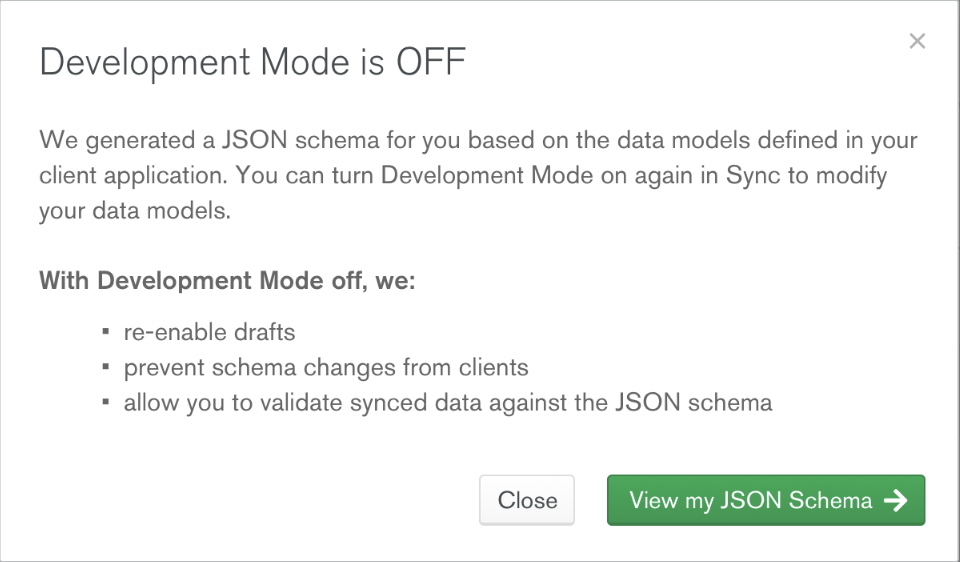 Development Mode is OFF
We generated a JSON schema for you based on the data models defined in your
client application. You can turn Development Mode on again in Sync to modify
your data models.
With Development Mode off, we:
▪ re-enable drafts
▪ prevent schema changes from clients
▪ allow you to validate synced data against the JSON schema
Close
View my JSON Schema →